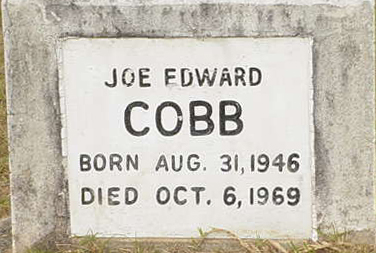 JOE EDWARD
COBB
BORN AUG. 31, 1946
DIED OCT. 6, 1969